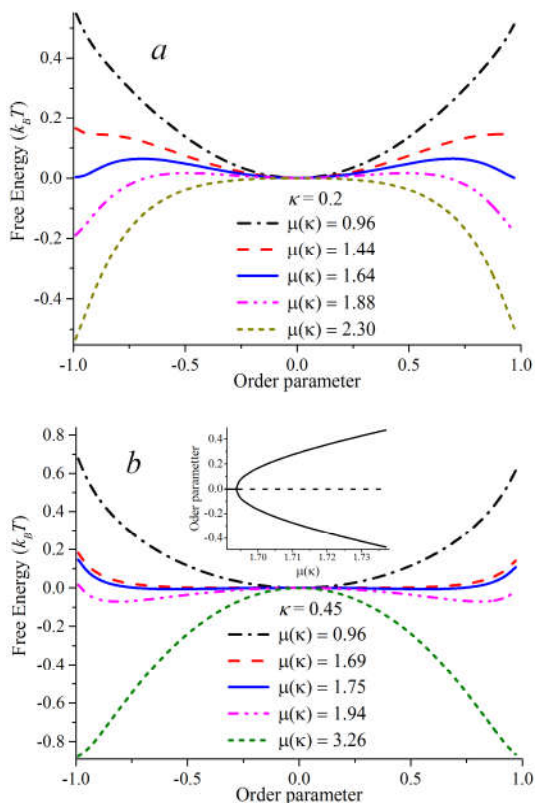 a
0.4
0.2
0.0
-0.2
-0.4
Free Energy (k_BT)
κ = 0.2
μ(κ) = 0.96
μ(κ) = 1.44
μ(κ) = 1.64
μ(κ) = 1.88
μ(κ) = 2.30
-1.0 -0.5 0.0 0.5 1.0
Order parameter
b
0.8
0.6
0.4
0.2
0.0
-0.2
-0.4
-0.6
-0.8
Free Energy (k_BT)
0.4
0.2
0.0
-0.2
-0.4
Oder parametter
1.70 1.71 1.72 1.73
μ(κ)
κ = 0.45
μ(κ) = 0.96
μ(κ) = 1.69
μ(κ) = 1.75
μ(κ) = 1.94
μ(κ) = 3.26
-1.0 -0.5 0.0 0.5 1.0
Order parameter